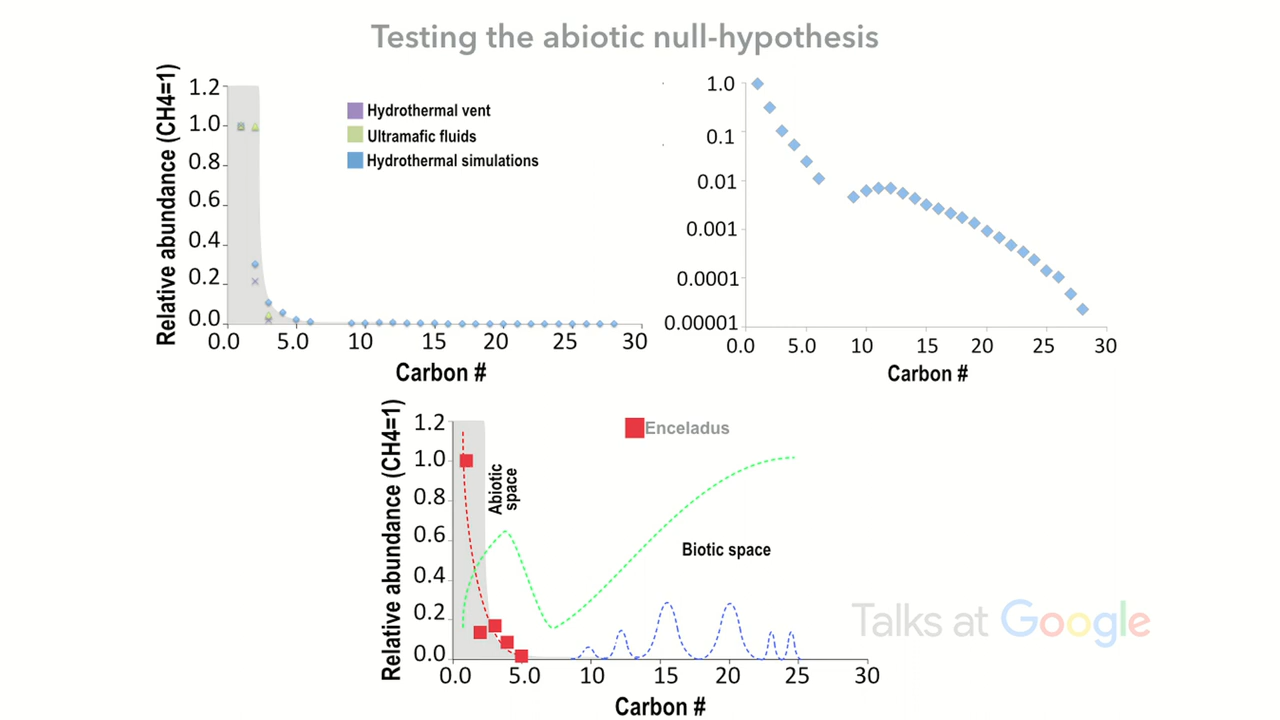 Testing the abiotic null-hypothesis
Relative abundance (CH4=1)
1.2
1.0
0.8
0.6
0.4
0.2
0.0
0.0 5.0 10 15 20 25 30
Carbon #
Hydrothermal vent
Ultramafic fluids
Hydrothermal simulations
1.0
0.1
0.01
0.001
0.0001
0.00001
0.0 5.0 10 15 20 25 30
Carbon #
Relative abundance (CH4=1)
1.2
1.0
0.8
0.6
0.4
0.2
0.0
0.0 5.0 10 15 20 25 30
Carbon #
Enceladus
Abiotic
space
Biotic space
Talks at Google